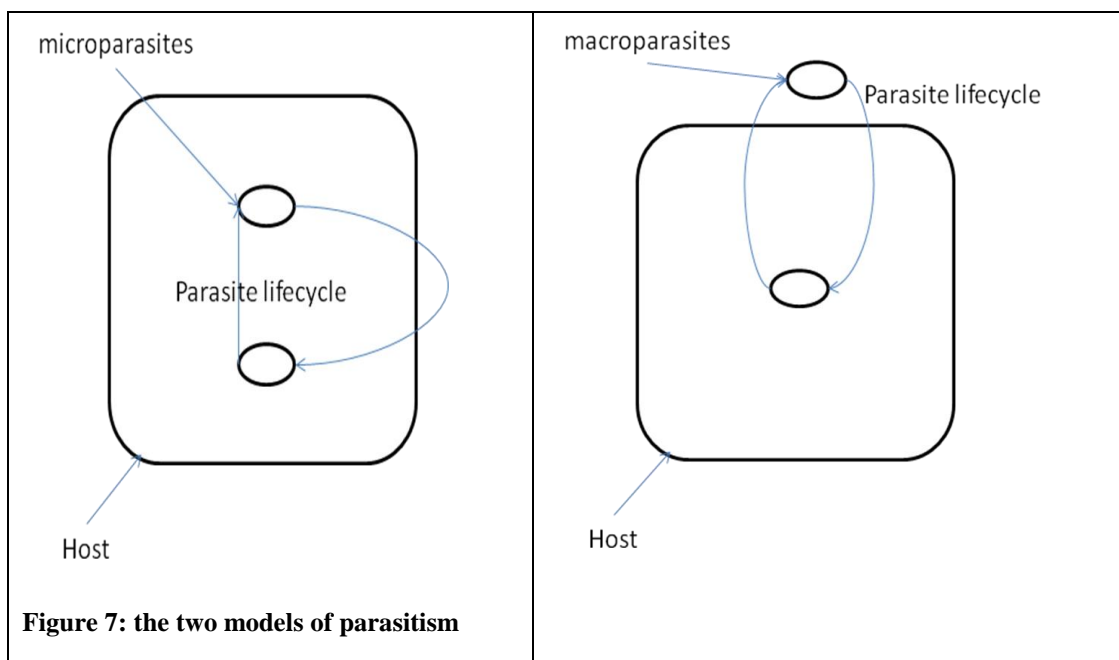 microparasites
Parasite lifecycle
Host
Figure 7: the two models of parasitism
macroparasites
Parasite lifecycle
Host